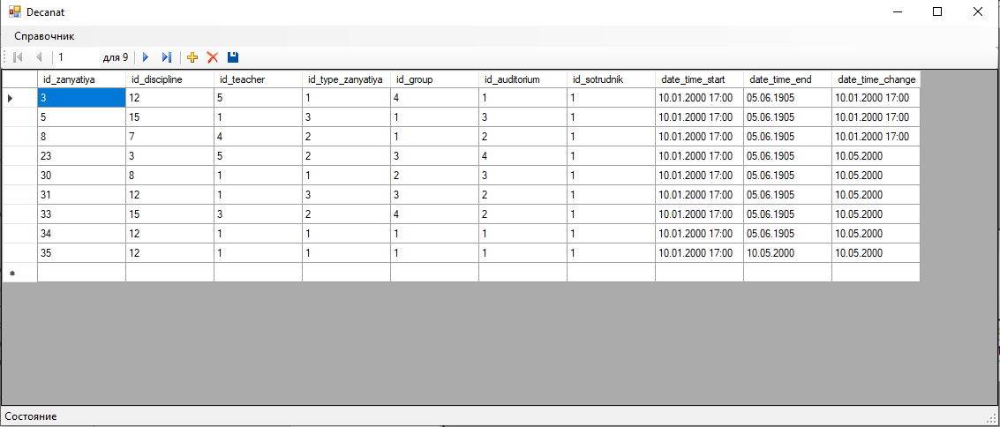 Decanat
Справочник
1 для 9
id_zanyatiya id_discipline id_teacher id_type_zanyatiya id_group id_auditorium id_sotrudnik date_time_start date_time_end date_time_change
3 12 5 1 4 1 1 10.01.2000 17:00 05.06.1905 10.01.2000 17:00
5 15 1 3 1 3 1 10.01.2000 17:00 05.06.1905 10.01.2000 17:00
8 7 4 2 1 2 1 10.01.2000 17:00 05.06.1905 10.01.2000 17:00
23 3 5 2 3 4 1 10.01.2000 17:00 05.06.1905 10.05.2000
30 8 1 1 2 3 1 10.01.2000 17:00 05.06.1905 10.05.2000
31 12 1 3 3 2 1 10.01.2000 17:00 05.06.1905 10.05.2000
33 15 3 2 4 2 1 10.01.2000 17:00 05.06.1905 10.05.2000
34 12 1 1 1 1 1 10.01.2000 17:00 05.06.1905 10.05.2000
35 12 1 1 1 1 1 10.01.2000 17:00 10.05.2000 10.05.2000
Состояние